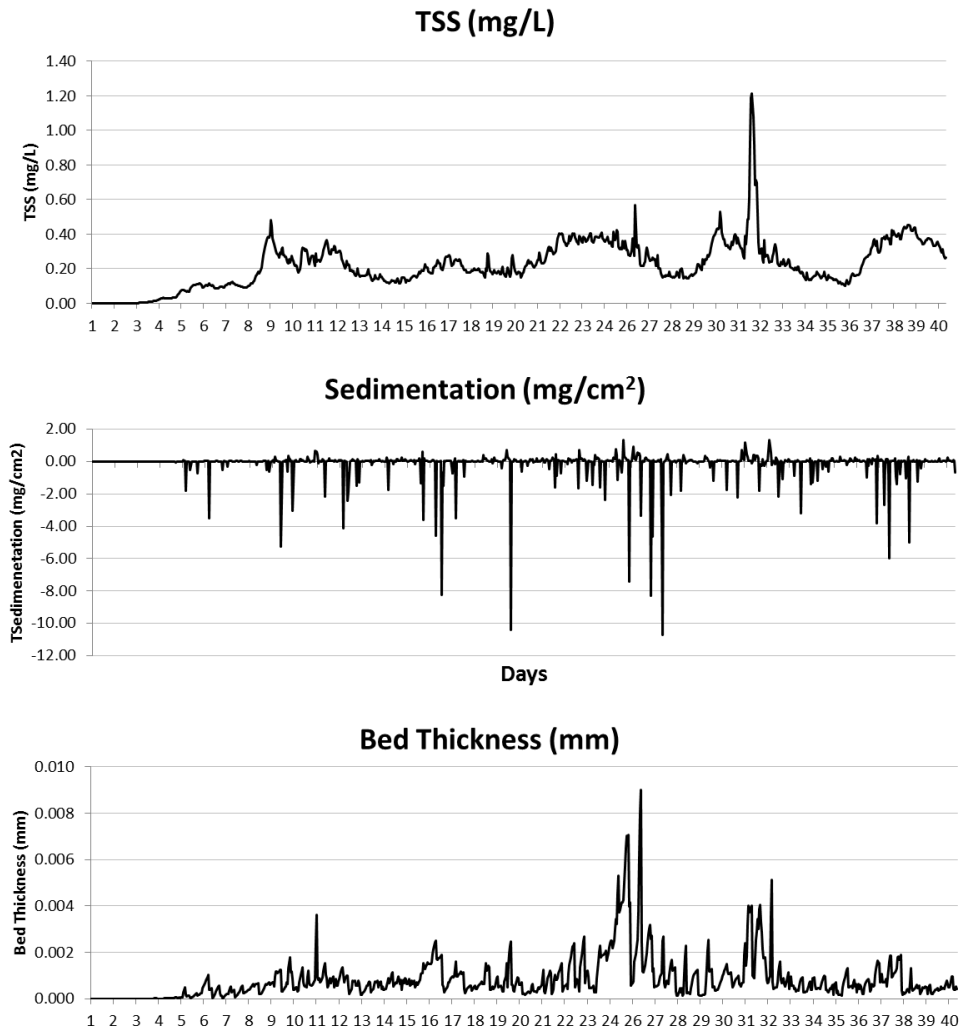 TSS (mg/L)
1.40
1.20
1.00
0.80
0.60
0.40
0.20
0.00
TSS (mg/L)
1 2 3 4 5 6 7 8 9 10 11 12 13 14 15 16 17 18 19 20 21 22 23 24 25 26 27 28 29 30 31 32 33 34 35 36 37 38 39 40
Sedimentation (mg/cm²)
2.00
0.00
-2.00
-4.00
-6.00
-8.00
-10.00
-12.00
TSedimenetation (mg/cm2)
Days
Bed Thickness (mm)
0.010
0.008
0.006
0.004
0.002
0.000
Bed Thickness (mm)
1 2 3 4 5 6 7 8 9 10 11 12 13 14 15 16 17 18 19 20 21 22 23 24 25 26 27 28 29 30 31 32 33 34 35 36 37 38 39 40